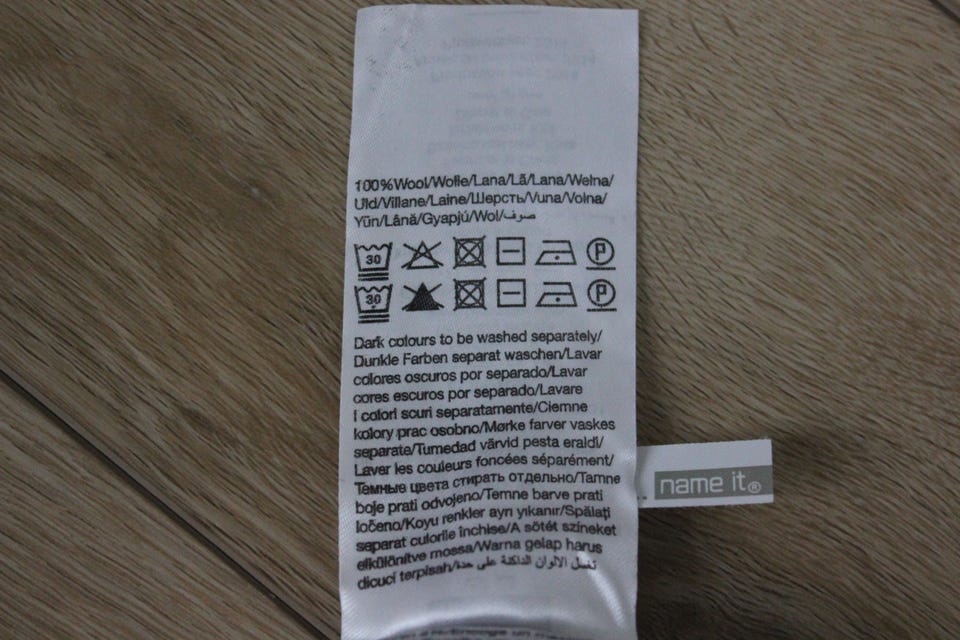 100%Wool/Wolle/Lana/Lã/Lana/Wełna/
Uld/Villane/Laine/Шерсть/Vuna/Volna/
Yün/Lână/Gyapjú/Wol/صوف
30
P
30
P
Dark colours to be washed separately/
Dunkle Farben separat waschen/Lavar
colores oscuros por separado/Lavar
cores escuros por separado/Lavare
i colori scuri separatamente/Ciemne
kolory prac osobno/Mørke farver vaskes
separate/Tumedad värvid pesta eraldi/
Laver les couleurs foncées séparément/
Темные цвета стирать отдельно/Tamne
boje prati odvojeno/Temne barve prati
ločeno/Koyu renkler ayrı yıkanır/Spălaţi
separat culorile închise/A sötét színeket
elkülönítve mossa/Warna gelap harus
dicuci terpisah/تغسل الألوان الداكنة على حدة
name it®